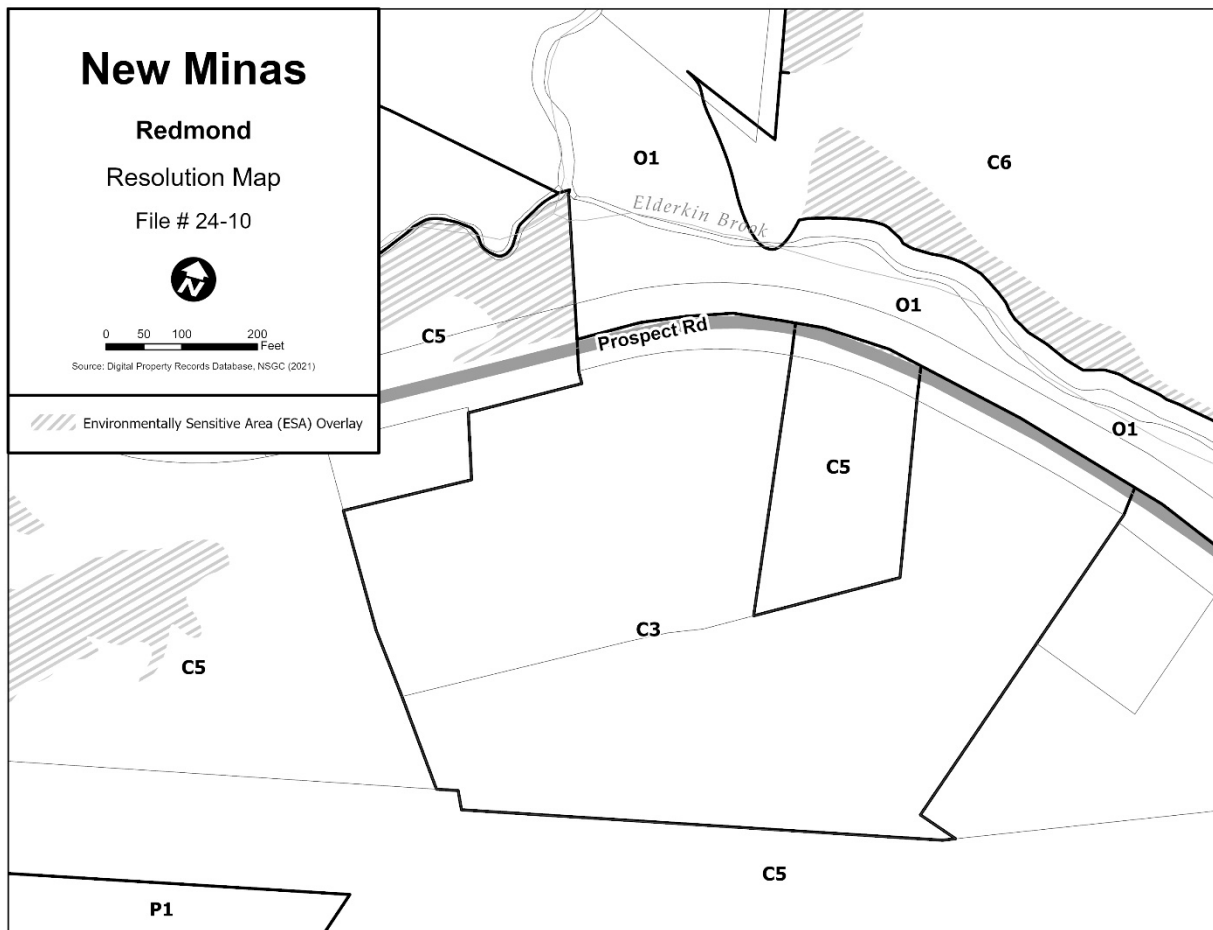 New Minas
Redmond
Resolution Map
File # 24-10
N
0 50 100 200
Feet
Source: Digital Property Records Database, NSGC (2021)
Environmentally Sensitive Area (ESA) Overlay
O1
C6
Elderkin Brook
O1
C5
Prospect Rd
O1
C5
C3
C5
C5
P1